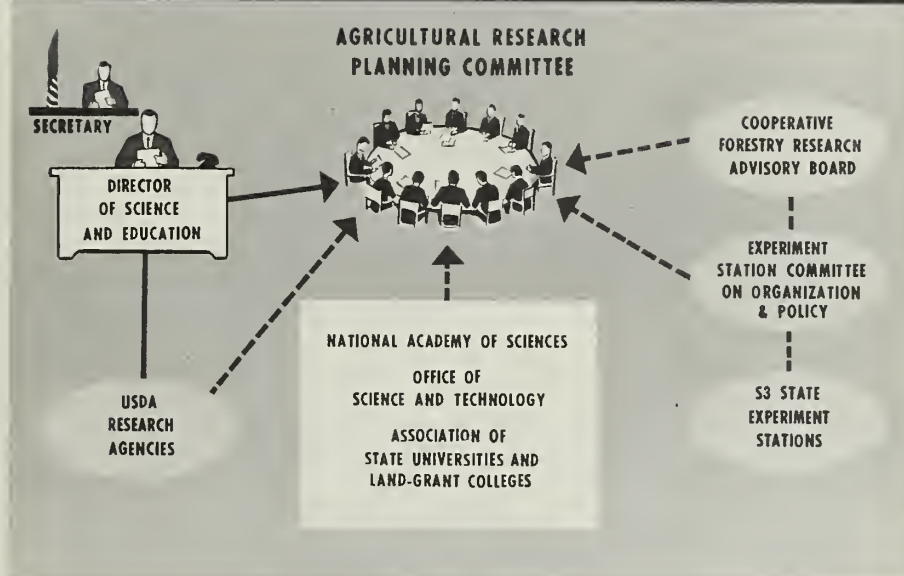 AGRICULTURAL RESEARCH
PLANNING COMMITTEE
SECRETARY
DIRECTOR
OF SCIENCE
AND EDUCATION
USDA
RESEARCH
AGENCIES
NATIONAL ACADEMY OF SCIENCES
OFFICE OF
SCIENCE AND TECHNOLOGY
ASSOCIATION OF
STATE UNIVERSITIES AND
LAND-GRANT COLLEGES
COOPERATIVE
FORESTRY RESEARCH
ADVISORY BOARD
EXPERIMENT
STATION COMMITTEE
ON ORGANIZATION
& POLICY
53 STATE
EXPERIMENT
STATIONS